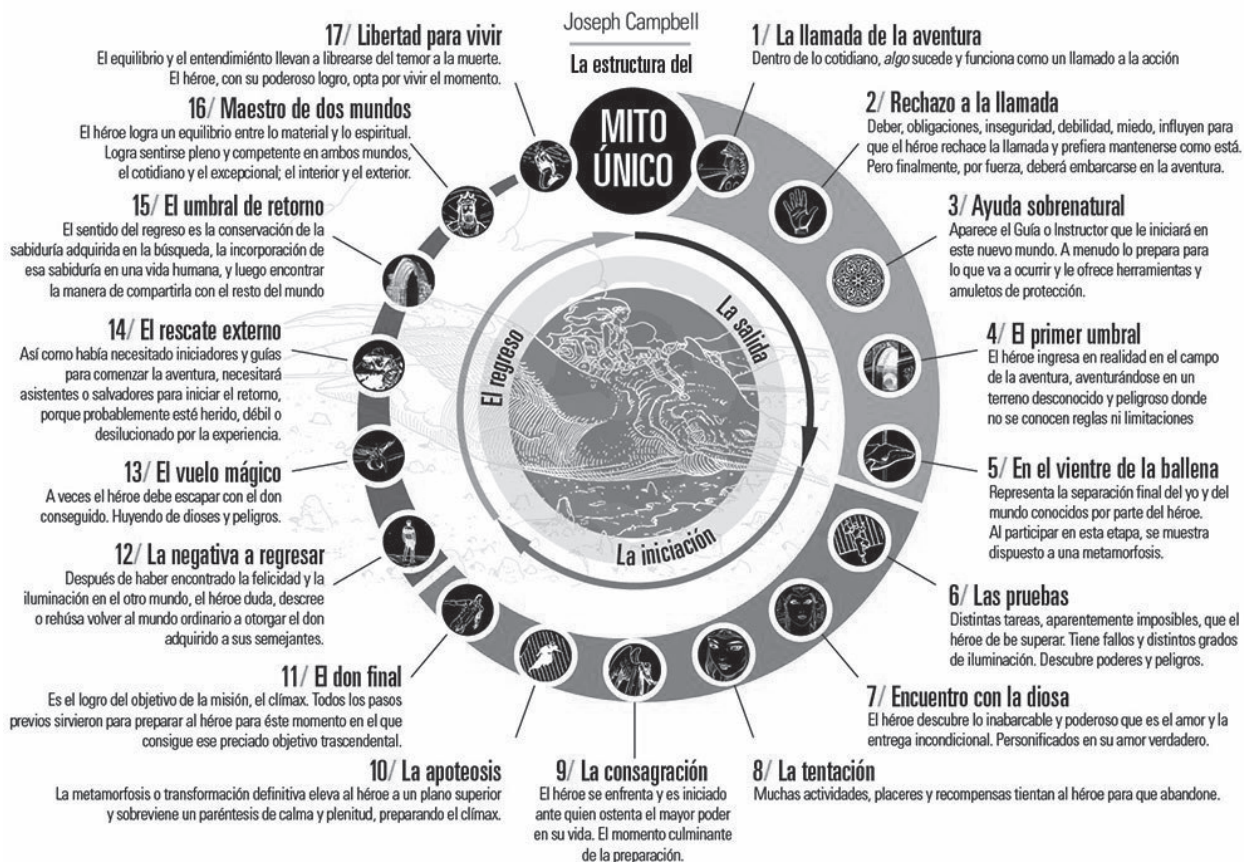 Joseph Campbell
La estructura del
MITO
ÚNICO
1/ La llamada de la aventura
Dentro de lo cotidiano, algo sucede y funciona como un llamado a la acción
2/ Rechazo a la llamada
Deber, obligaciones, inseguridad, debilidad, miedo, influyen para
que el héroe rechace la llamada y prefiera mantenerse como está.
Pero finalmente, por fuerza, deberá embarcarse en la aventura.
3/ Ayuda sobrenatural
Aparece el Guía o Instructor que le iniciará en
este nuevo mundo. A menudo lo prepara para
lo que va a ocurrir y le ofrece herramientas y
amuletos de protección.
4/ El primer umbral
El héroe ingresa en realidad en el campo
de la aventura, aventurándose en un
terreno desconocido y peligroso donde
no se conocen reglas ni limitaciones
5/ En el vientre de la ballena
Representa la separación final del yo y del
mundo conocidos por parte del héroe.
Al participar en esta etapa, se muestra
dispuesto a una metamorfosis.
6/ Las pruebas
Distintas tareas, aparentemente imposibles, que el
héroe de be superar. Tiene fallos y distintos grados
de iluminación. Descubre poderes y peligros.
7/ Encuentro con la diosa
El héroe descubre lo inabarcable y poderoso que es el amor y la
entrega incondicional. Personificados en su amor verdadero.
8/ La tentación
Muchas actividades, placeres y recompensas tientan al héroe para que abandone.
9/ La consagración
El héroe se enfrenta y es iniciado
ante quien ostenta el mayor poder
en su vida. El momento culminante
de la preparación.
10/ La apoteosis
La metamorfosis o transformación definitiva eleva al héroe a un plano superior
y sobreviene un paréntesis de calma y plenitud, preparando el clímax.
11/ El don final
Es el logro del objetivo de la misión, el clímax. Todos los pasos
previos sirvieron para preparar al héroe para éste momento en el que
consigue ese preciado objetivo trascendental.
12/ La negativa a regresar
Después de haber encontrado la felicidad y la
iluminación en el otro mundo, el héroe duda, descree
o rehúsa volver al mundo ordinario a otorgar el don
adquirido a sus semejantes.
13/ El vuelo mágico
A veces el héroe debe escapar con el don
conseguido. Huyendo de dioses y peligros.
14/ El rescate externo
Así como había necesitado iniciadores y guías
para comenzar la aventura, necesitará
asistentes o salvadores para iniciar el retorno,
porque probablemente esté herido, débil o
desilucionado por la experiencia.
15/ El umbral de retorno
El sentido del regreso es la conservación de la
sabiduría adquirida en la búsqueda, la incorporación de
esa sabiduría en una vida humana, y luego encontrar
la manera de compartirla con el resto del mundo
16/ Maestro de dos mundos
El héroe logra un equilibrio entre lo material y lo espiritual.
Logra sentirse pleno y competente en ambos mundos,
el cotidiano y el excepcional; el interior y el exterior.
17/ Libertad para vivir
El equilibrio y el entendimiénto llevan a librearse del temor a la muerte.
El héroe, con su poderoso logro, opta por vivir el momento.
La salida
La iniciación
El regreso